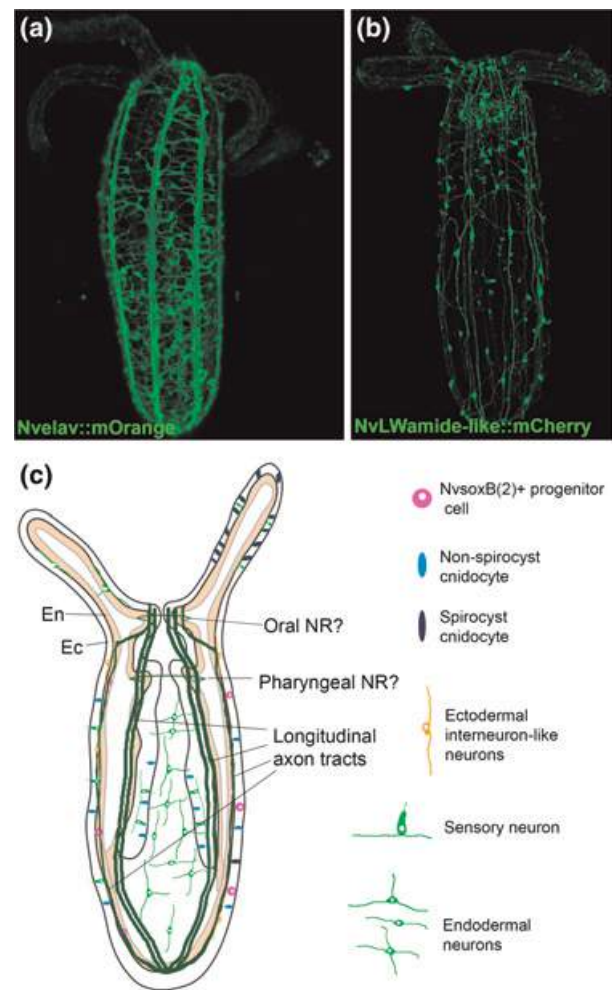 (a)
(b)
Nvelav::mOrange
NvLWamide-like::mCherry
(c)
En
Ec
Oral NR?
Pharyngeal NR?
Longitudinal
axon tracts
NvsoxB(2)+ progenitor
cell
Non-spirocyst
cnidocyte
Spirocyst
cnidocyte
Ectodermal
interneuron-like
neurons
Sensory neuron
Endodermal
neurons